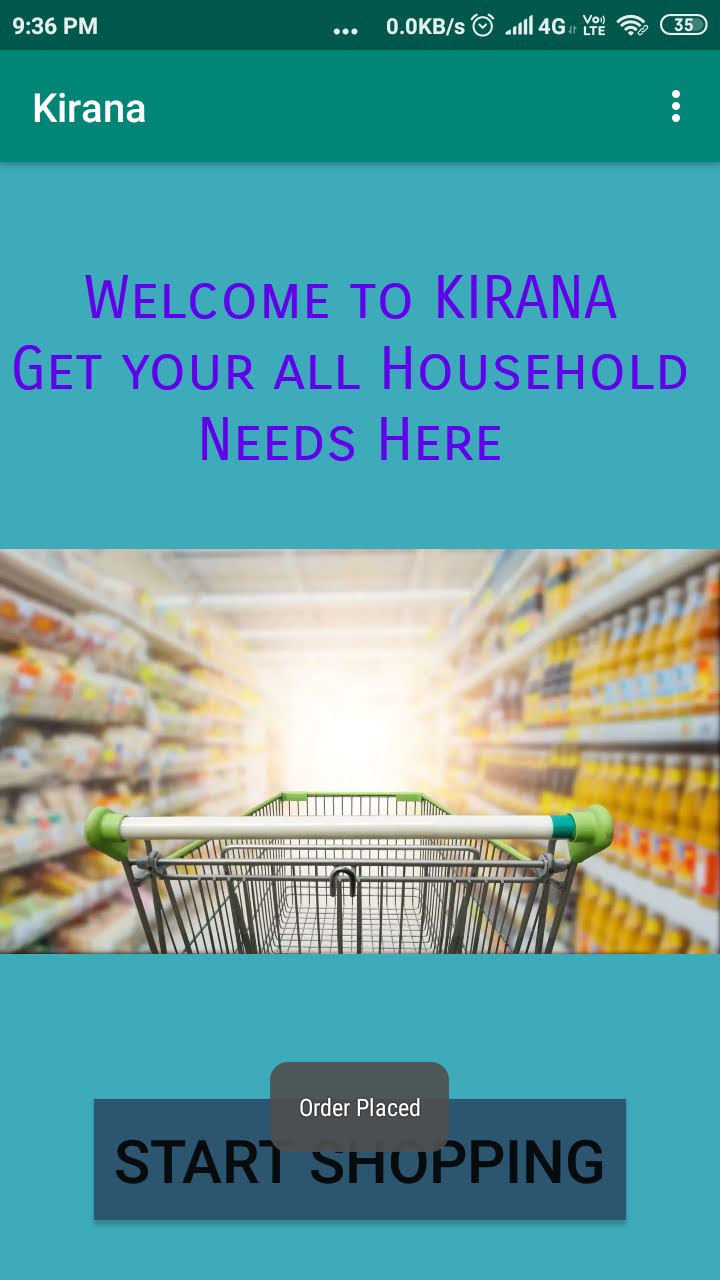 9:36 PM ... 0.0KB/s 4G Vo) LTE 35
Kirana
Welcome to KIRANA
Get your all Household
Needs Here
Order Placed
START SHOPPING